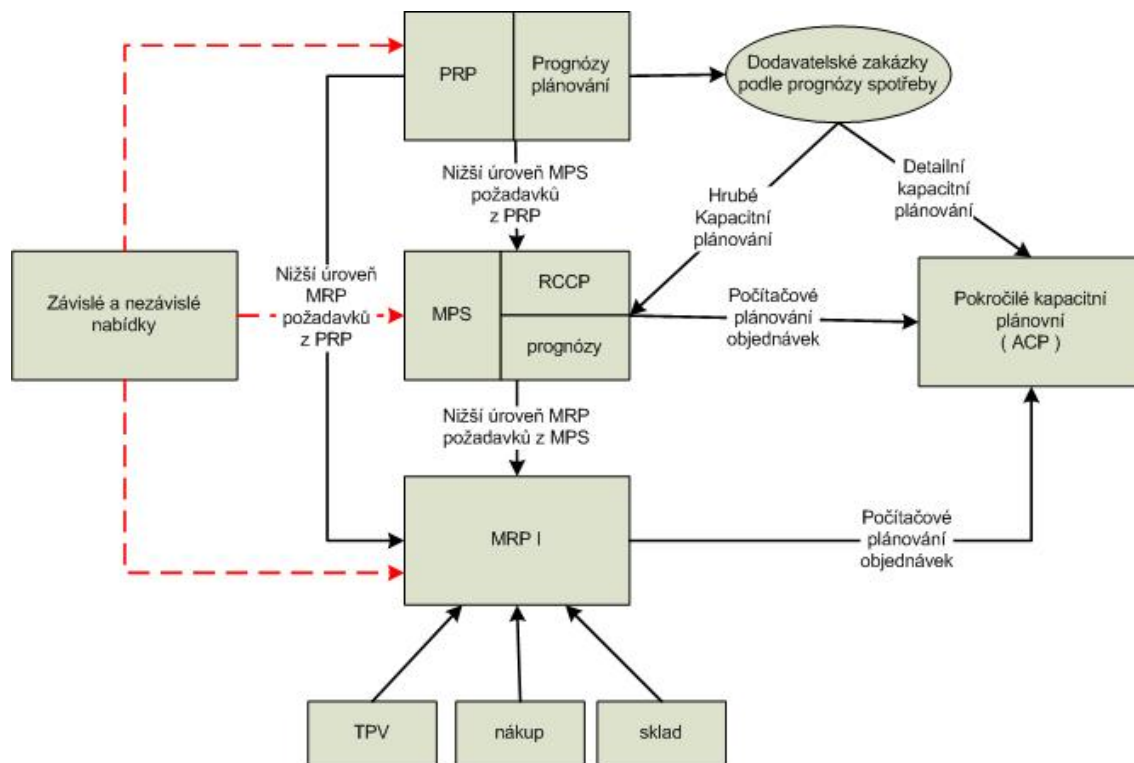 PRP
Prognózy
plánování
Dodavatelské zakázky
podle prognózy spotřeby
Nižší úroveň MPS
požadavků
z PRP
Hrubé
Kapacitní
plánování
Detailní
kapacitní
plánování
Závislé a nezávislé
nabídky
Nižší úroveň
MRP
požadavků
z PRP
MPS
RCCP
prognózy
Počítačové
plánování
objednávek
Pokročilé kapacitní
plánovní
( ACP )
Nižší úroveň MRP
požadavků z MPS
MRP I
Počítačové
plánování
objednávek
TPV
nákup
sklad